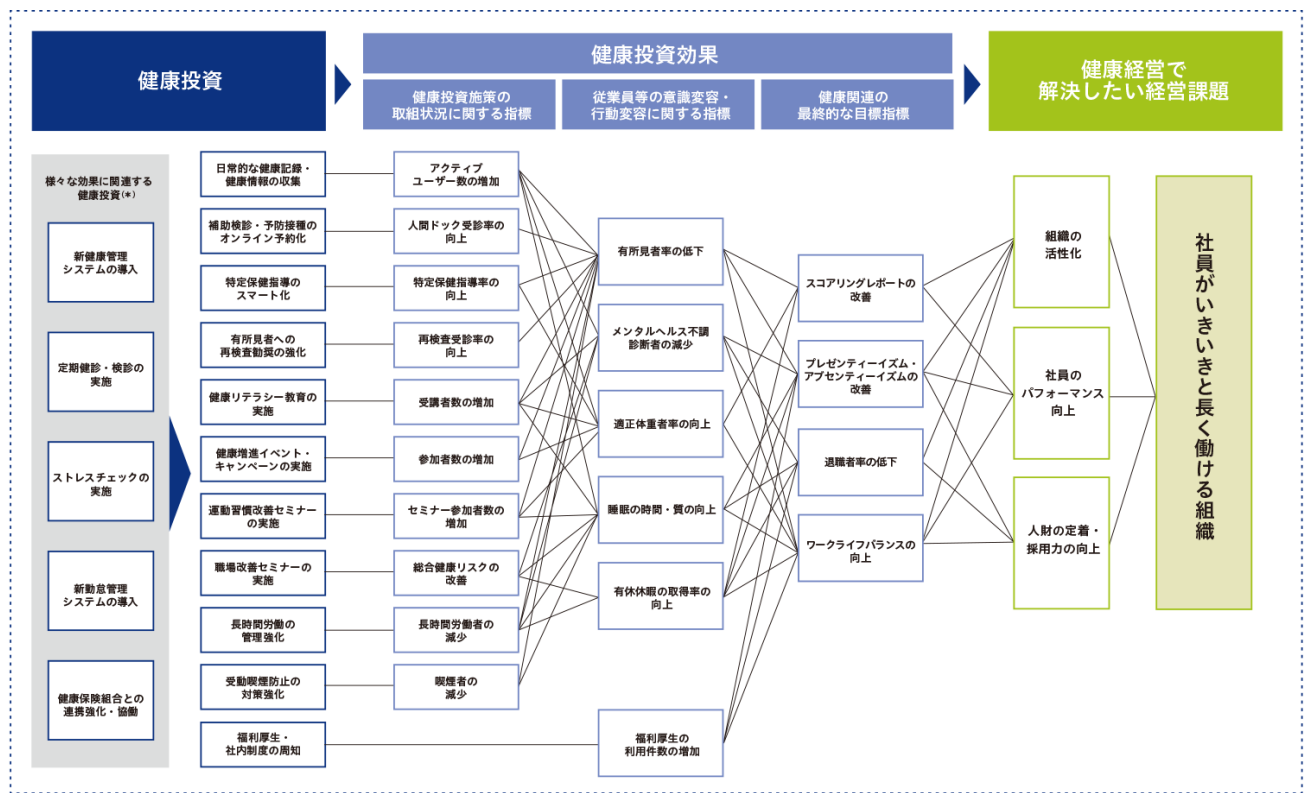 健康投資
健康投資効果
健康投資施策の
取組状況に関する指標
従業員等の意識変容・
行動変容に関する指標
健康関連の
最終的な目標指標
健康経営で
解決したい経営課題
様々な効果に関連する
健康投資(*)
新健康管理
システムの導入
定期健診・検診の
実施
ストレスチェックの
実施
新勤怠管理
システムの導入
健康保険組合との
連携強化・協働
日常的な健康記録・
健康情報の収集
補助検診・予防接種の
オンライン予約化
特定保健指導の
スマート化
有所見者への
再検査勧奨の強化
健康リテラシー教育の
実施
健康増進イベント・
キャンペーンの実施
運動習慣改善セミナー
の実施
職場改善セミナーの
実施
長時間労働の
管理強化
受動喫煙防止の
対策強化
福利厚生・
社内制度の周知
アクティブ
ユーザー数の増加
人間ドック受診率の
向上
特定保健指導率の
向上
再検査受診率の
向上
受講者数の増加
参加者数の増加
セミナー参加者数の
増加
総合健康リスクの
改善
長時間労働者の
減少
喫煙者の
減少
有所見者率の低下
メンタルヘルス不調
診断者の減少
適正体重者率の向上
睡眠の時間・質の向上
有休休暇の取得率の
向上
福利厚生の
利用件数の増加
スコアリングレポートの
改善
プレゼンティーイズム・
アブセンティーイズムの
改善
退職者率の低下
ワークライフバランスの
向上
組織の
活性化
社員の
パフォーマンス
向上
人財の定着・
採用力の向上
社員がいきいきと長く働ける組織